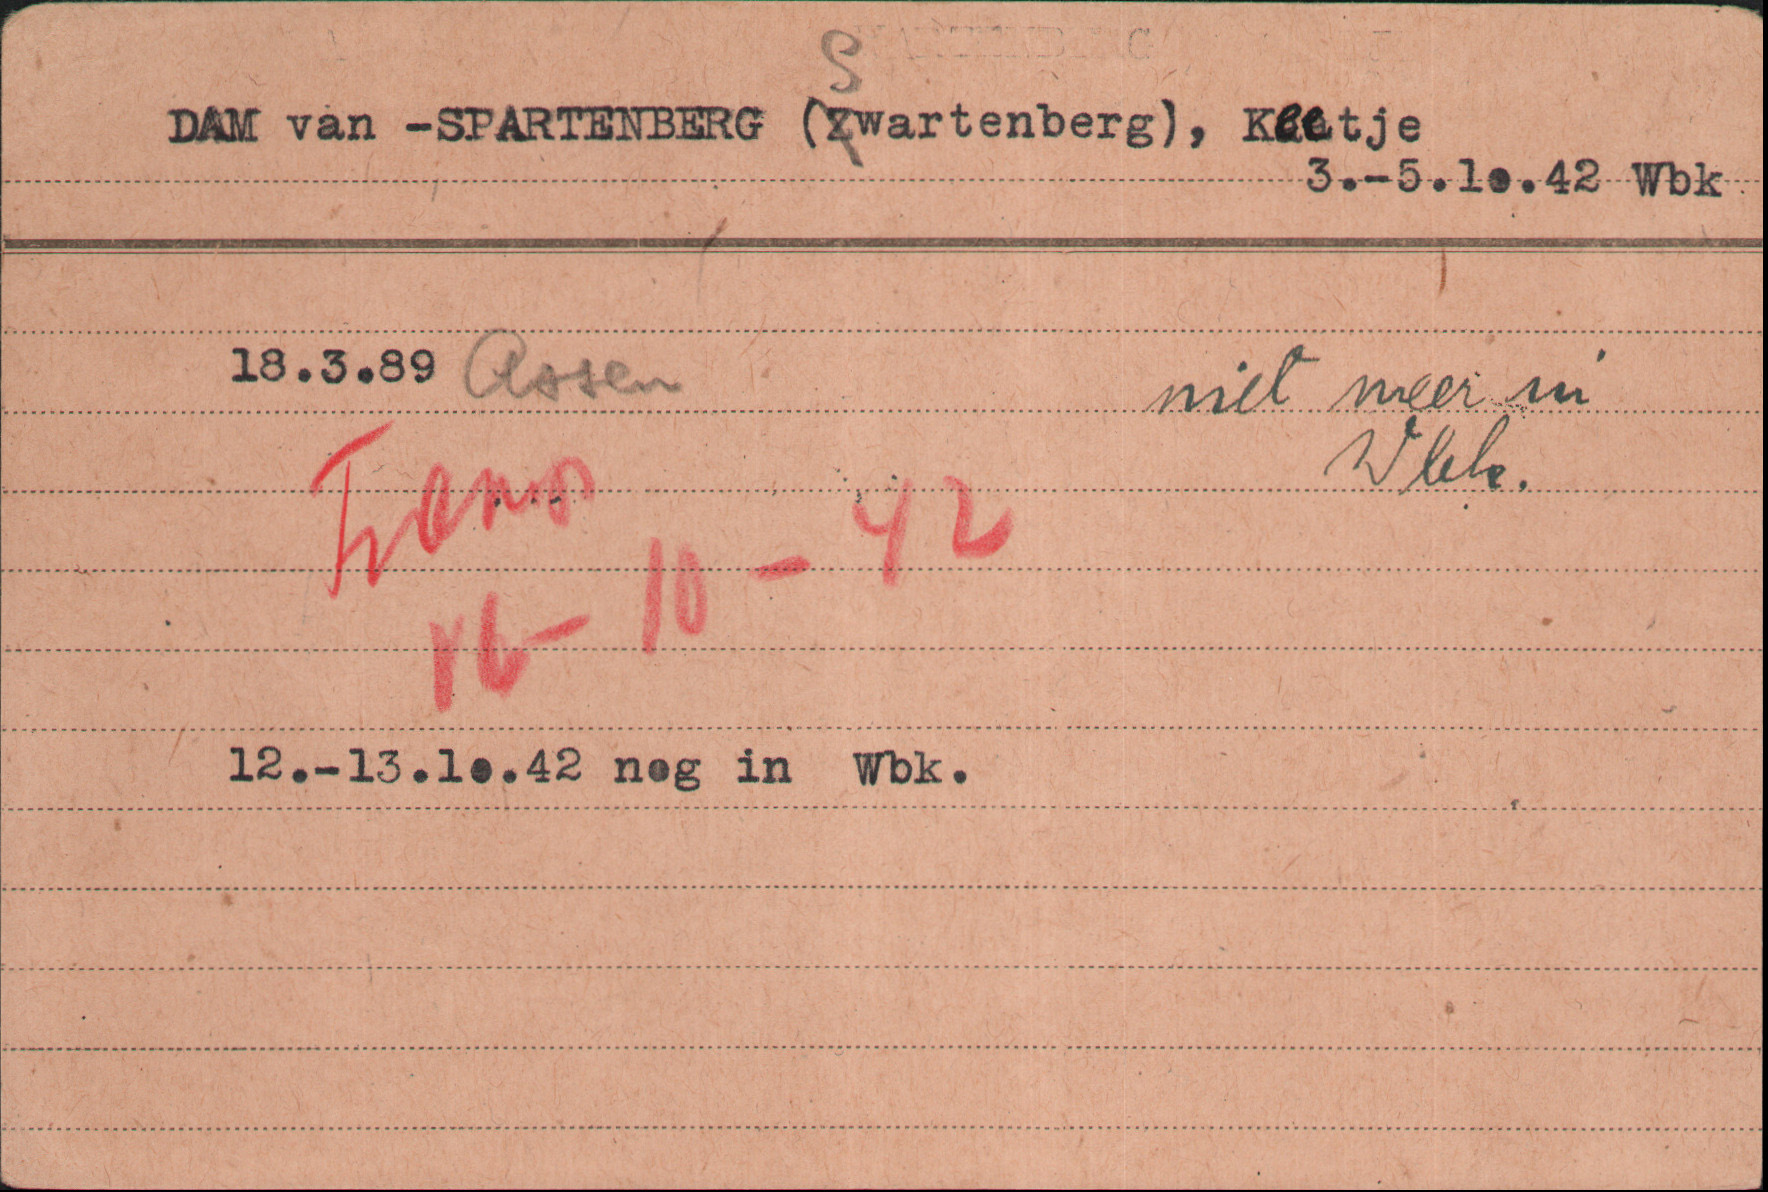 S
DAM van -SPARTENBERG (Zwartenberg), Kaatje
3.-5.10.42 Wbk
18.3.89 Assen
niet meer in
Wbk.
Trans
16-10-42
12.-13.10.42 nog in Wbk.